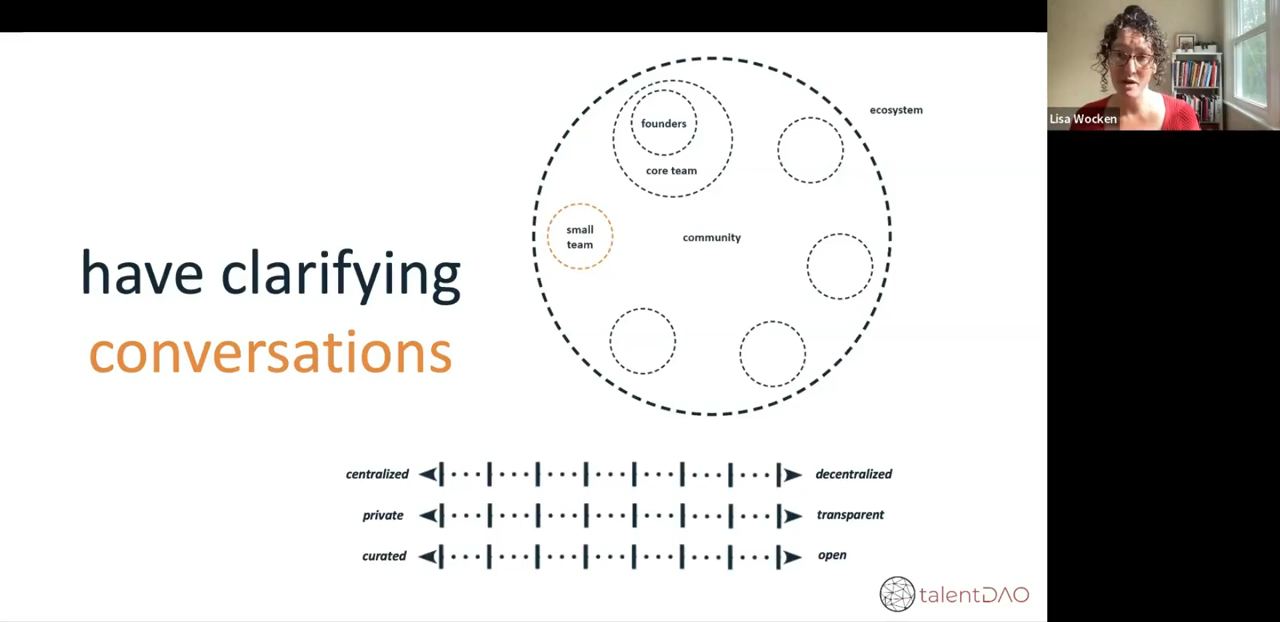 have clarifying
conversations
founders
core team
small
team
community
ecosystem
centralized
decentralized
private
transparent
curated
open
talentDAO
Lisa Wocken